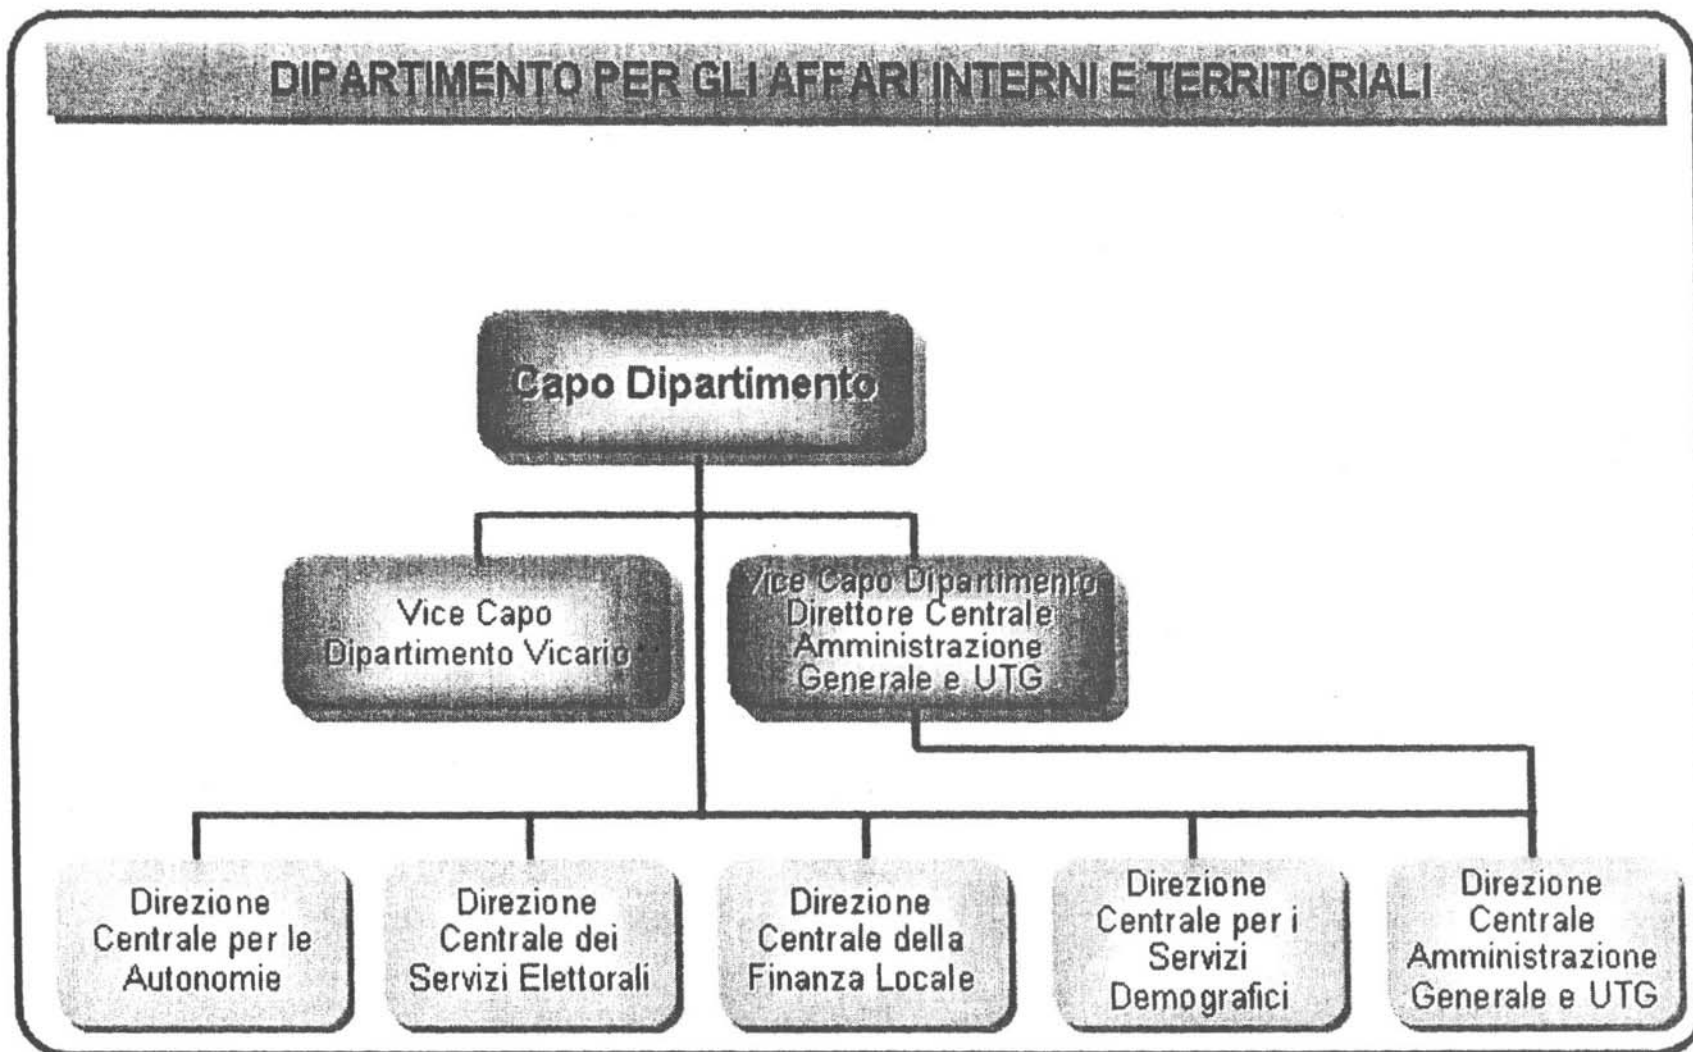 DIPARTIMENTO PER GLI AFFARI INTERNI E TERRITORIALI
Capo Dipartimento
Vice Capo
Dipartimento Vicario
Vice Capo Dipartimento
Direttore Centrale
Amministrazione
Generale e UTG
Direzione
Centrale per le
Autonomie
Direzione
Centrale dei
Servizi Elettorali
Direzione
Centrale della
Finanza Locale
Direzione
Centrale per i
Servizi
Demografici
Direzione
Centrale
Amministrazione
Generale e UTG